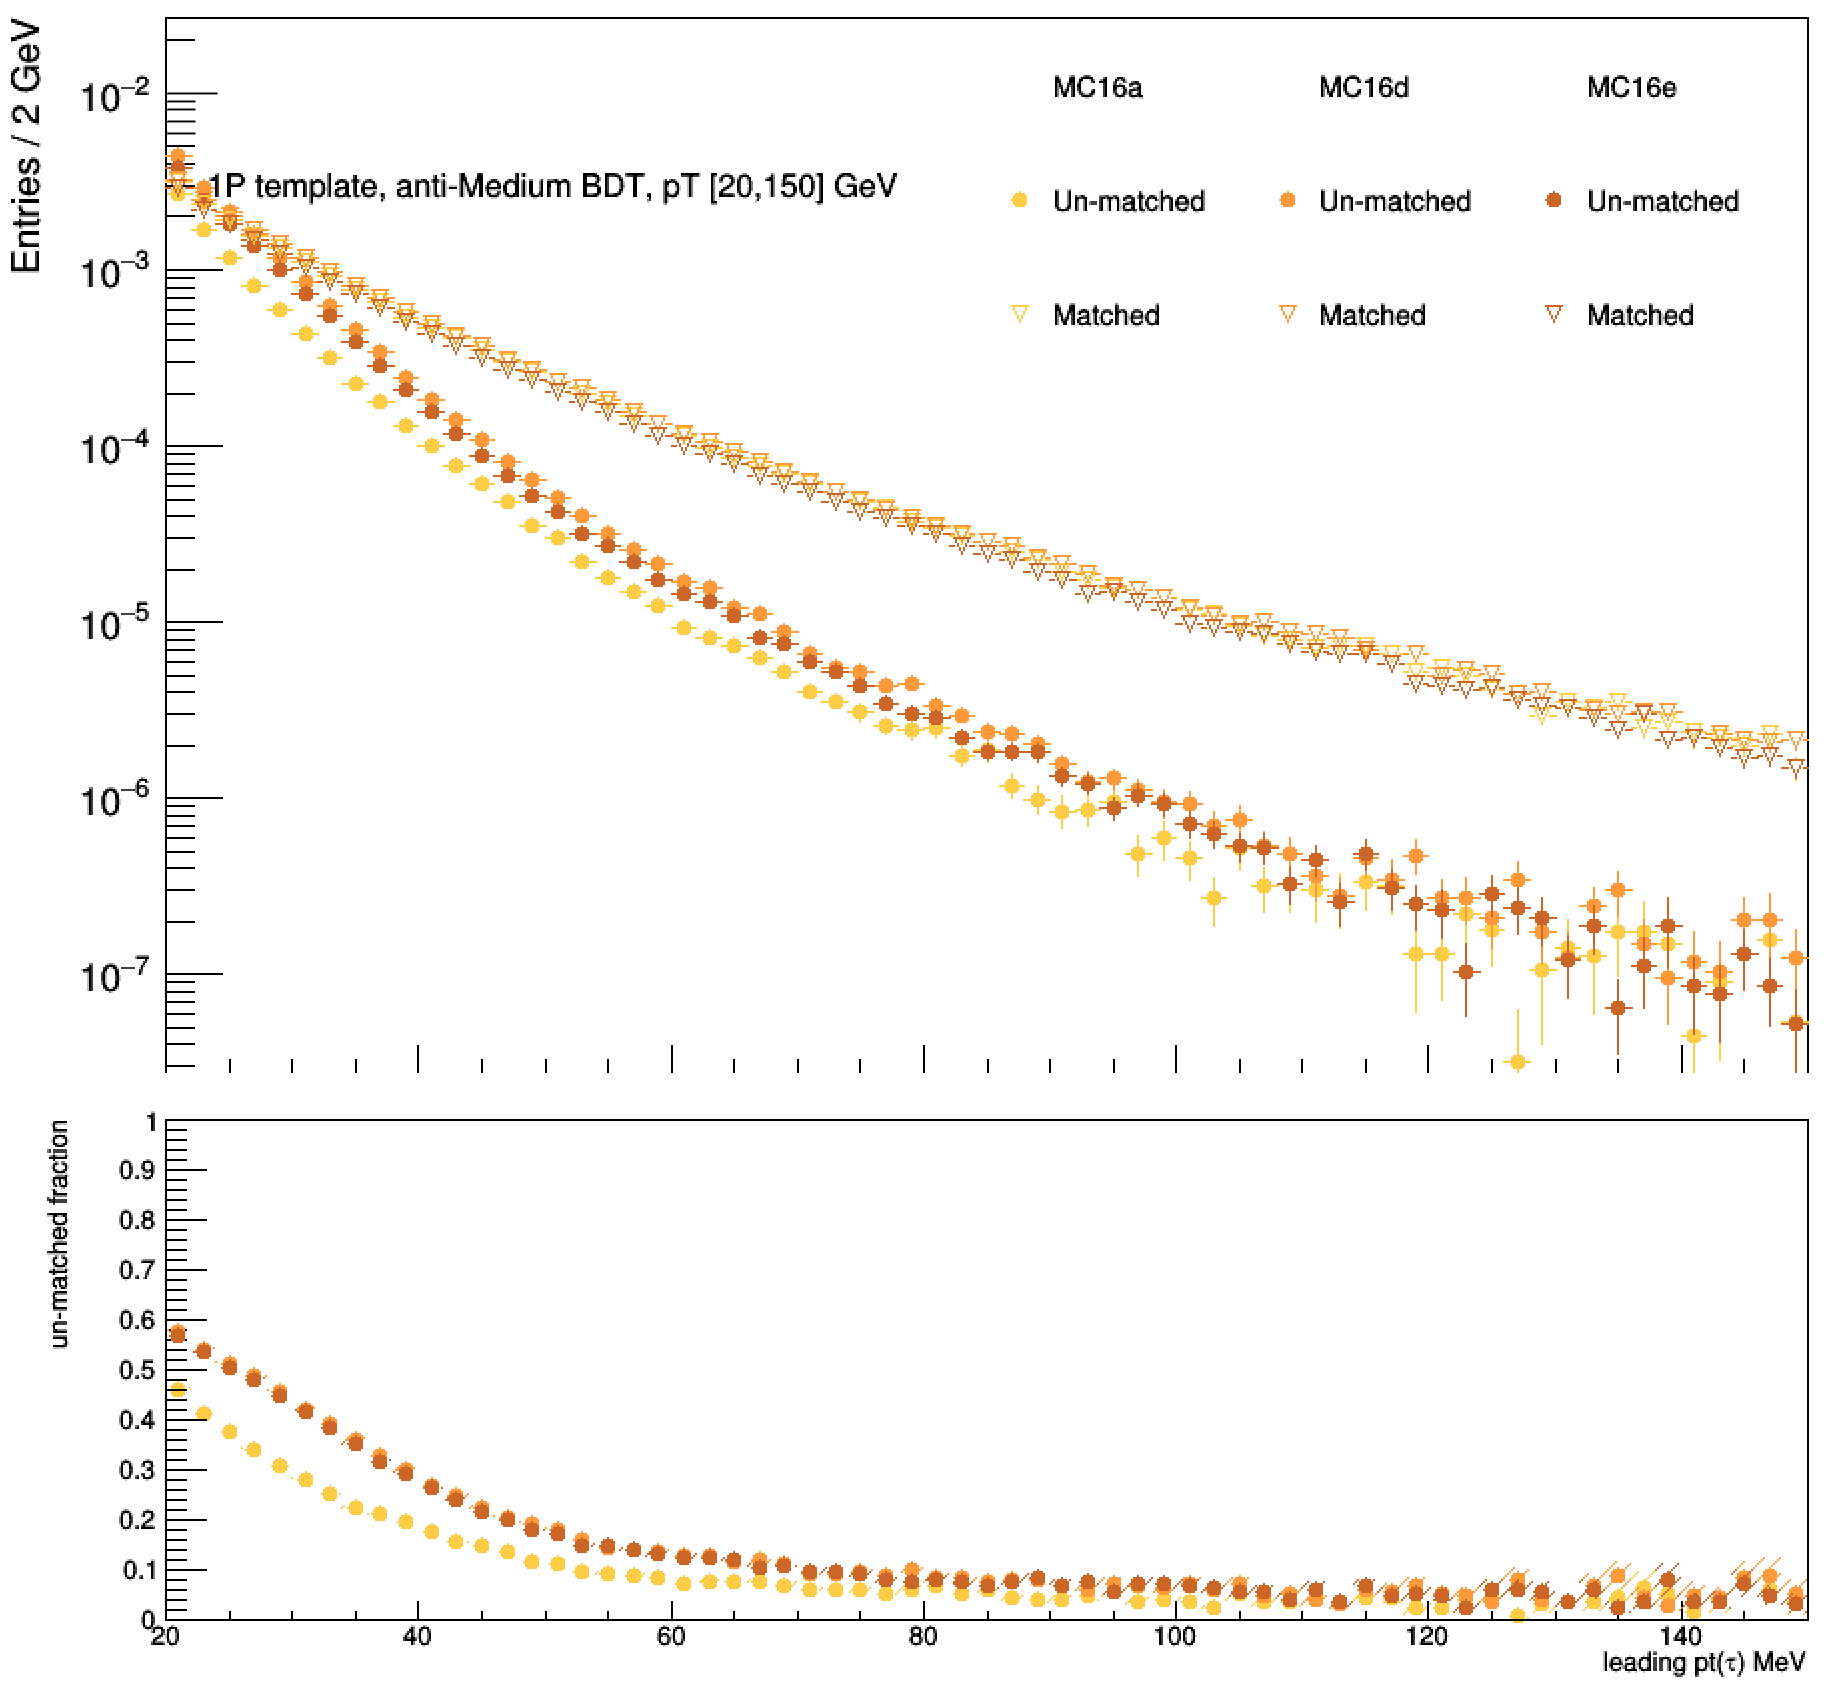 Entries / 2 GeV
10⁻²
10⁻³
10⁻⁴
10⁻⁵
10⁻⁶
10⁻⁷
1P template, anti-Medium BDT, pT [20,150] GeV
MC16a MC16d MC16e
Un-matched Un-matched Un-matched
Matched Matched Matched
un-matched fraction
1
0.9
0.8
0.7
0.6
0.5
0.4
0.3
0.2
0.1
0
20 40 60 80 100 120 140
leading pt(τ) MeV